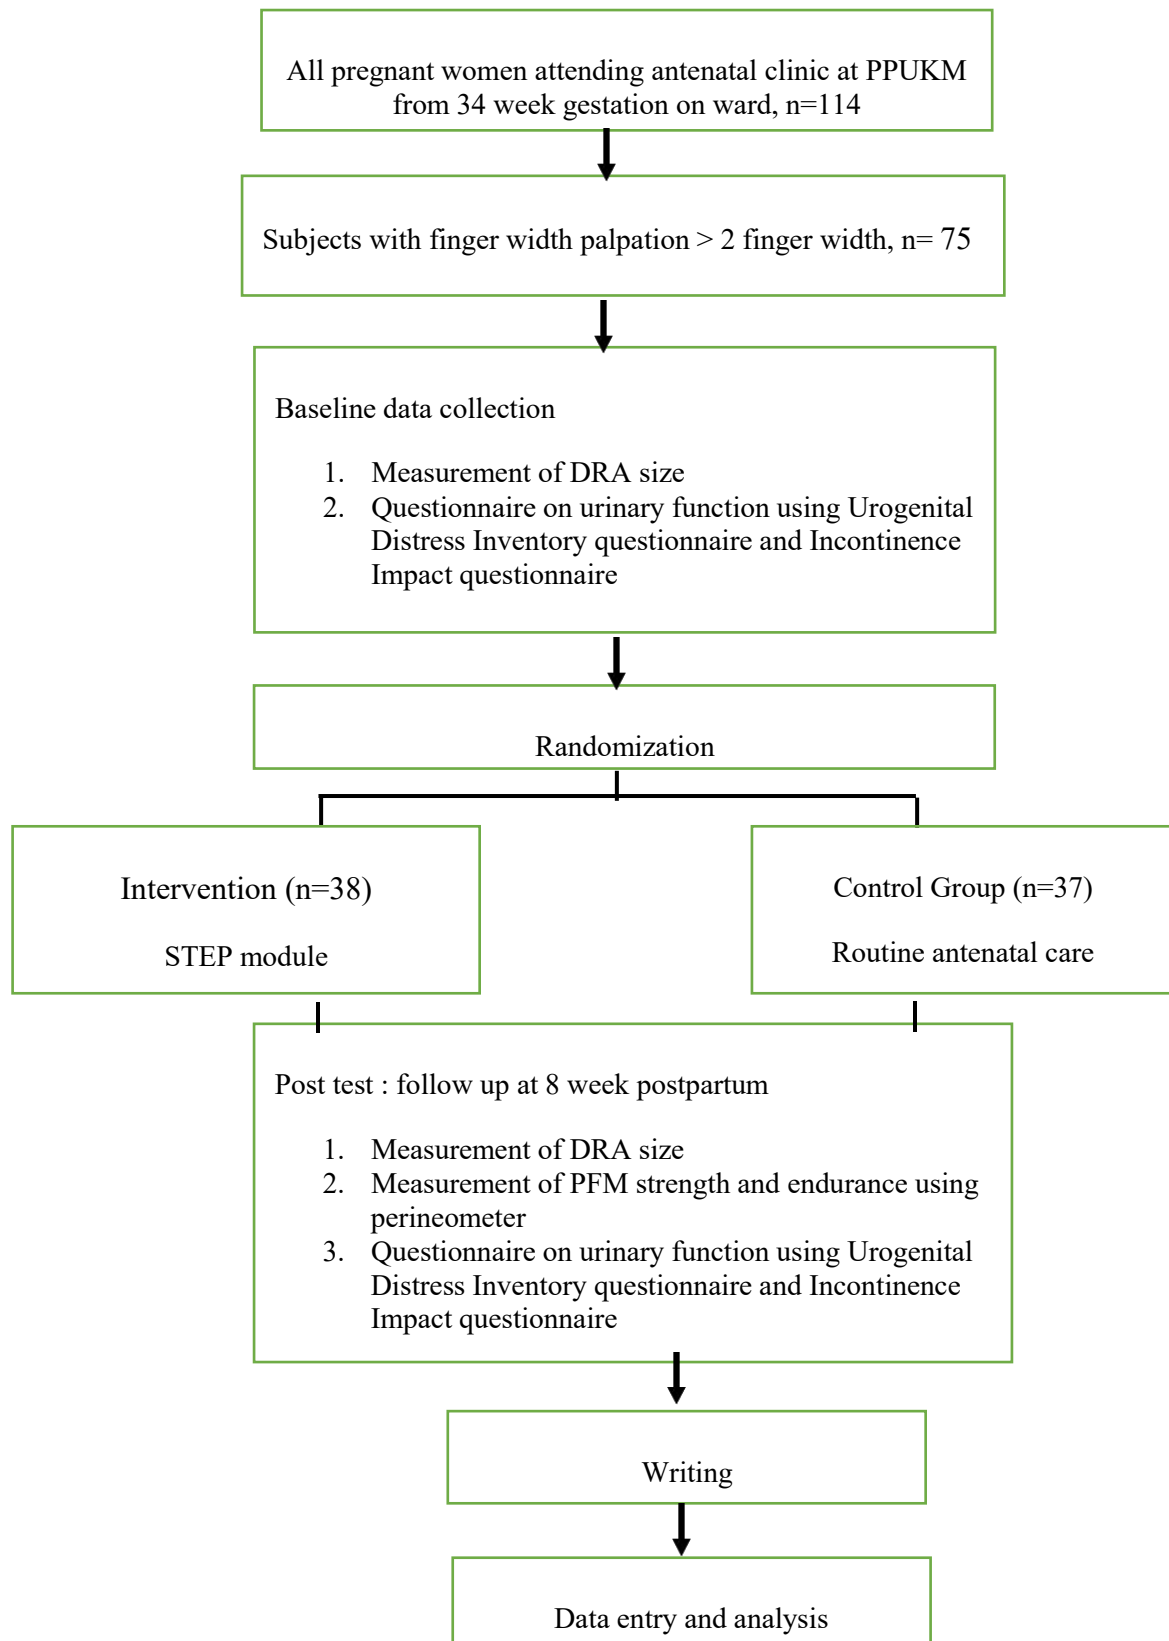 All pregnant women attending antenatal clinic at PPUKM
from 34 week gestation on ward, n=114
Subjects with finger width palpation > 2 finger width, n= 75
Baseline data collection
1. Measurement of DRA size
2. Questionnaire on urinary function using Urogenital
Distress Inventory questionnaire and Incontinence
Impact questionnaire
Randomization
Intervention (n=38)
STEP module
Control Group (n=37)
Routine antenatal care
Post test : follow up at 8 week postpartum
1. Measurement of DRA size
2. Measurement of PFM strength and endurance using
perineometer
3. Questionnaire on urinary function using Urogenital
Distress Inventory questionnaire and Incontinence
Impact questionnaire
Writing
Data entry and analysis